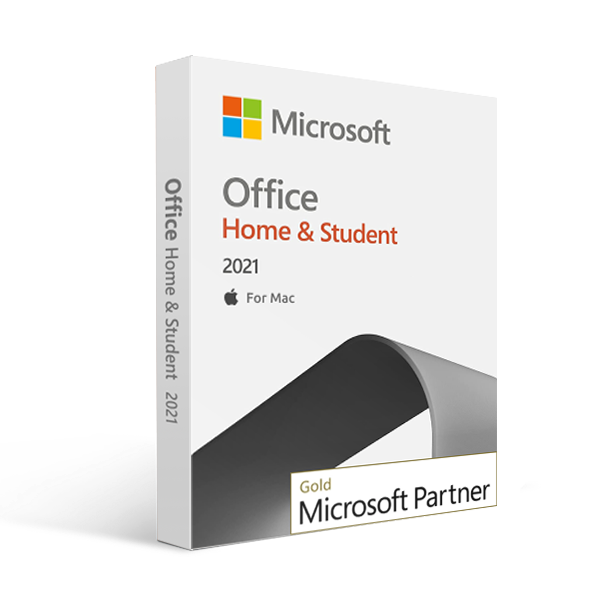 Microsoft
Office
Home & Student
2021
For Mac
Gold
Microsoft Partner
Office Home & Student 2021